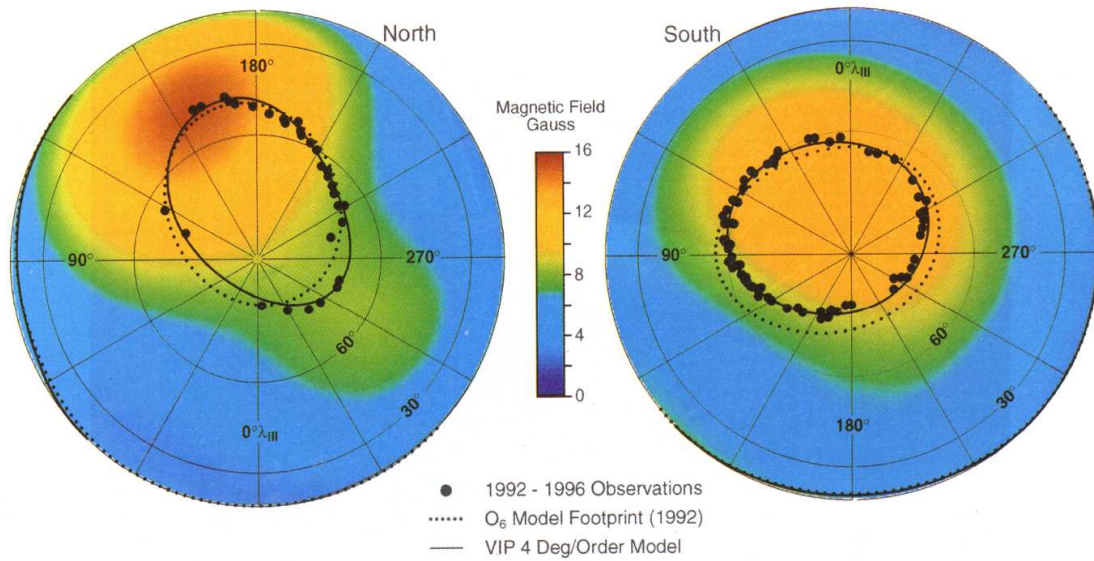 North
South
180°
90°
270°
60°
30°
0°λIII
Magnetic Field
Gauss
16
12
8
4
0
0°λIII
90°
270°
60°
30°
180°
1992 - 1996 Observations
O₆ Model Footprint (1992)
VIP 4 Deg/Order Model